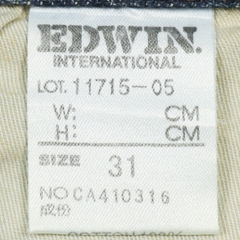 EDWIN.
INTERNATIONAL
LOT. 11715-05
W: CM
H: CM
SIZE 31
NO CA410316
成份